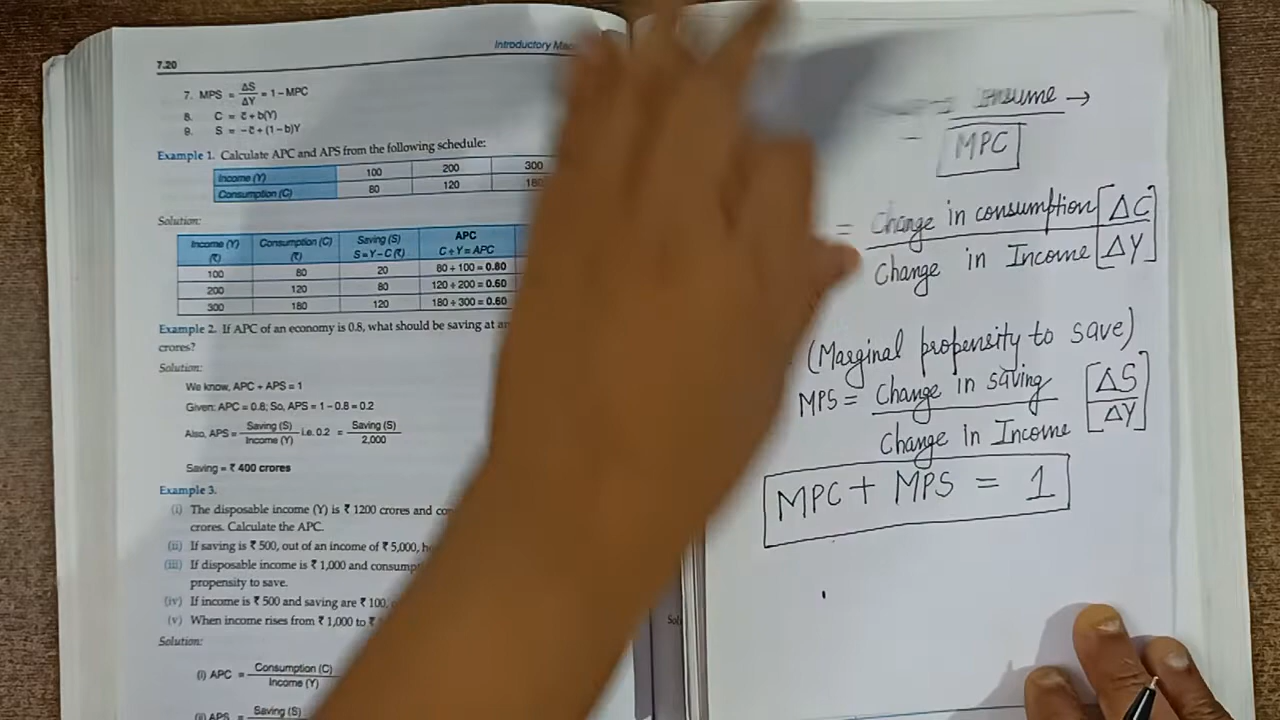 7.20
Introductory
7. MPS = ΔS/ΔY = 1 – MPC
8. C = c̄ + b(Y)
9. S = –c̄ + (1–b)Y
Example 1. Calculate APC and APS from the following schedule:
Income (Y) 100 200 300
Consumption (C) 80 120 180
Solution:
Income (Y) (₹) Consumption (C) (₹) Saving (S) S = Y – C (₹) APC C ÷ Y = APC
100 80 20 80 ÷ 100 = 0.80
200 120 80 120 ÷ 200 = 0.60
300 180 120 180 ÷ 300 = 0.60
Example 2. If APC of an economy is 0.8, what should be saving at
crores?
Solution:
We know, APC + APS = 1
Given: APC = 0.8; So, APS = 1 – 0.8 = 0.2
Also, APS = Saving (S)/Income (Y) i.e. 0.2 = Saving (S)/2,000
Saving = ₹ 400 crores
Example 3.
(i) The disposable income (Y) is ₹ 1200 crores and
crores. Calculate the APC.
(ii) If saving is ₹ 500, out of an income of ₹ 5,000,
(iii) If disposable income is ₹ 1,000 and
propensity to save.
(iv) If income is ₹ 500 and saving are ₹ 100,
(v) When income rises from ₹ 1,000 to ₹
Solution:
(i) APC = Consumption (C)/Income (Y)
(ii) APS = Saving (S)
Consume →
MPC
= Change in consumption/Change in Income [ΔC/ΔY]
(Marginal propensity to save)
MPS = Change in saving/Change in Income [ΔS/ΔY]
MPC + MPS = 1